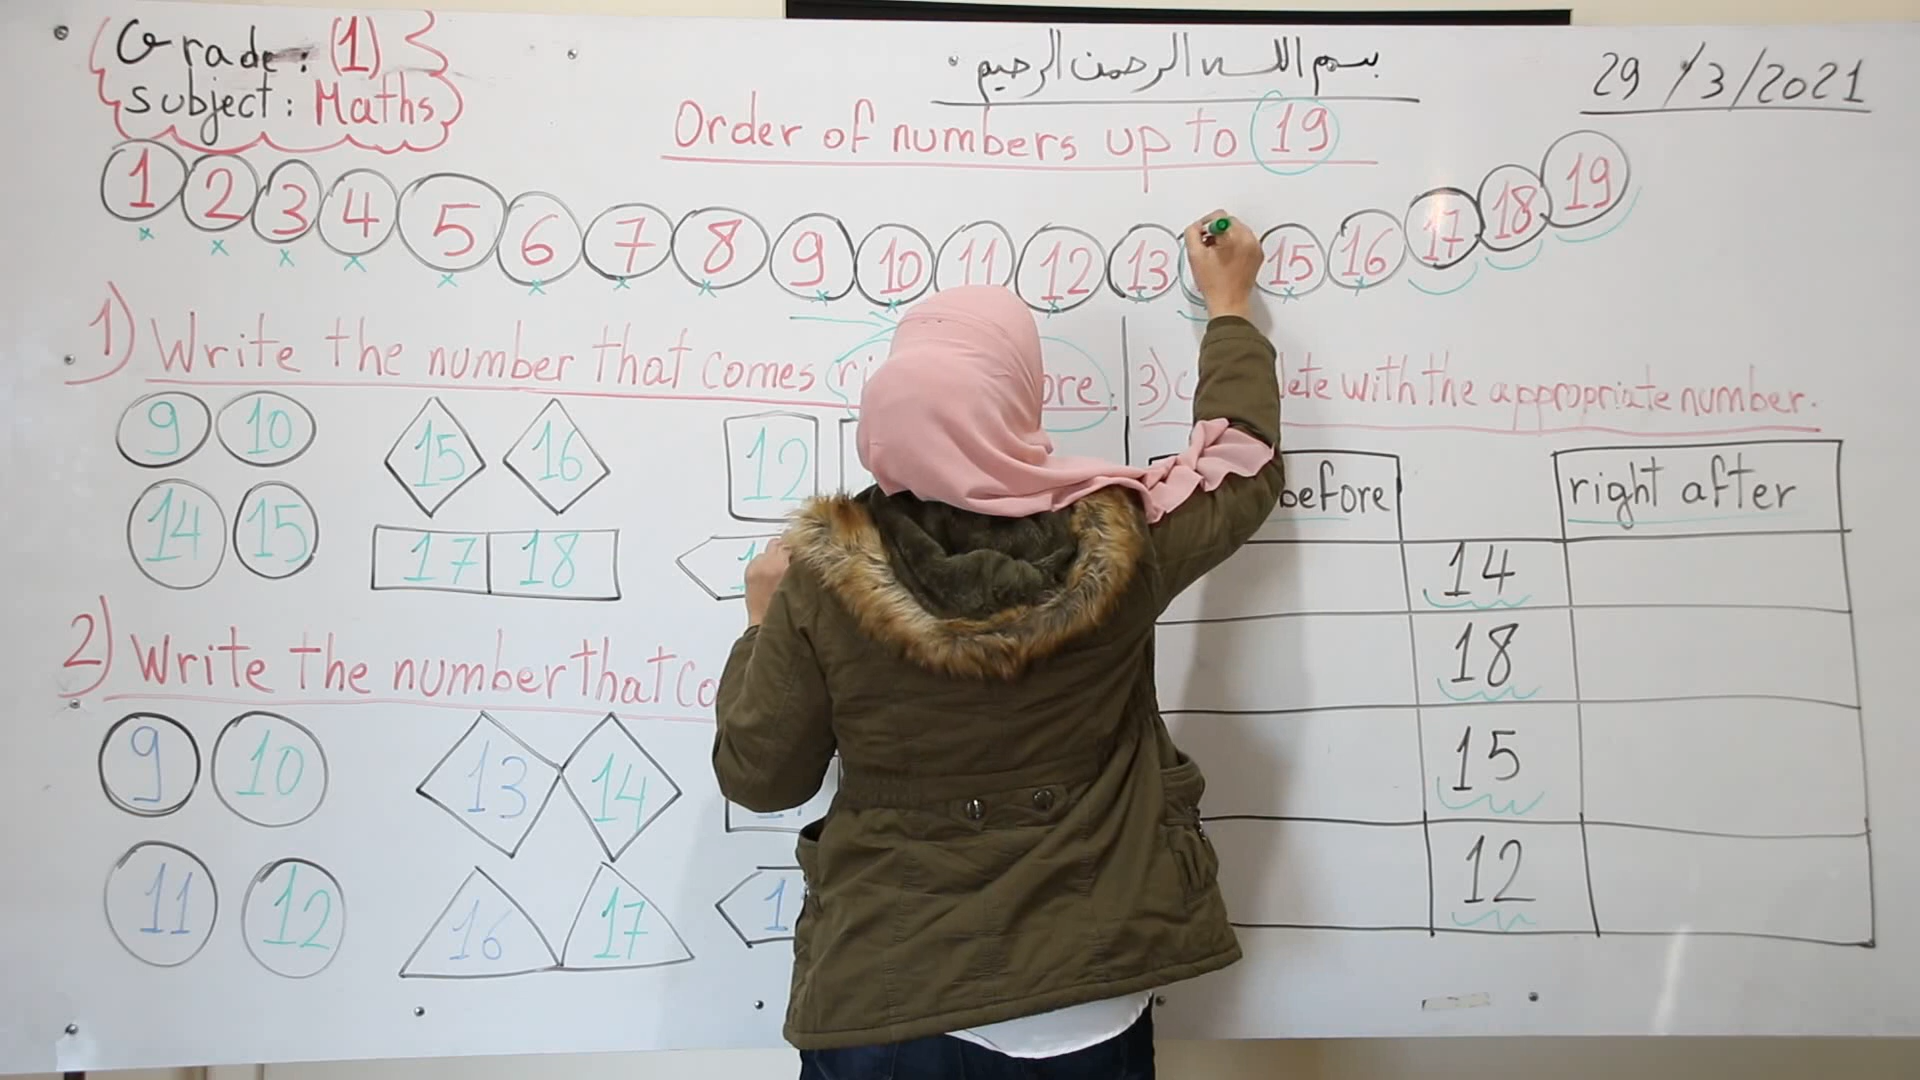 Grade: (1)
subject: Maths
بسم الله الرحمن الرحيم
29/3/2021
Order of numbers up to 19
1 2 3 4 5 6 7 8 9 10 11 12 13 15 16 17 18 19
1) Write the number that comes
9 10
15 16
12
14 15
17 18
2) Write the number that
9 10
13 14
11 12
16 17
3) with the appropriate number.
before
right after
14
18
15
12